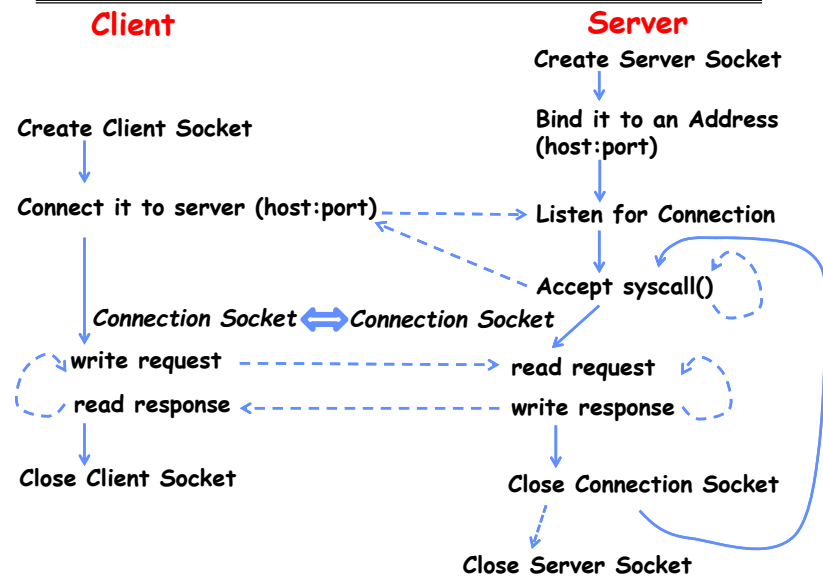 Client
Server
Create Server Socket
Create Client Socket
Bind it to an Address
(host:port)
Connect it to server (host:port)
Listen for Connection
Accept syscall()
Connection Socket
Connection Socket
write request
read request
read response
write response
Close Client Socket
Close Connection Socket
Close Server Socket